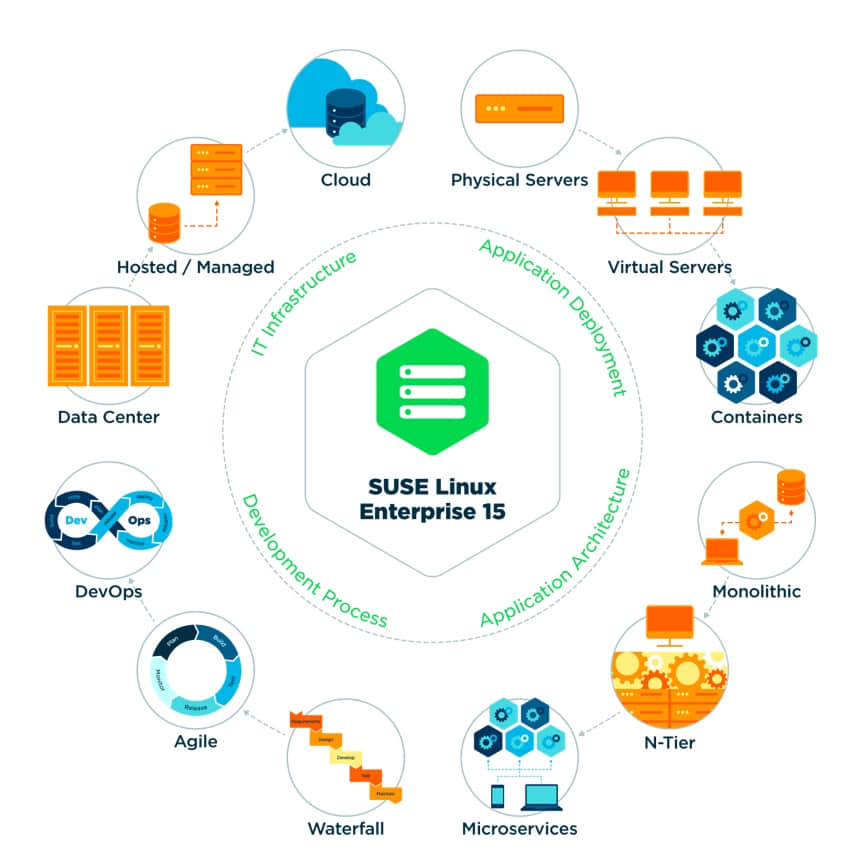 Cloud
Physical Servers
Hosted / Managed
Virtual Servers
IT Infrastructure
Application Deployment
Data Center
Containers
SUSE Linux
Enterprise 15
Dev
Ops
DevOps
Development Process
Application Architecture
Monolithic
Plan
Build
Test
Release
Monitor
Agile
N-Tier
Requirements
Design
Develop
Test
Maintain
Waterfall
Microservices